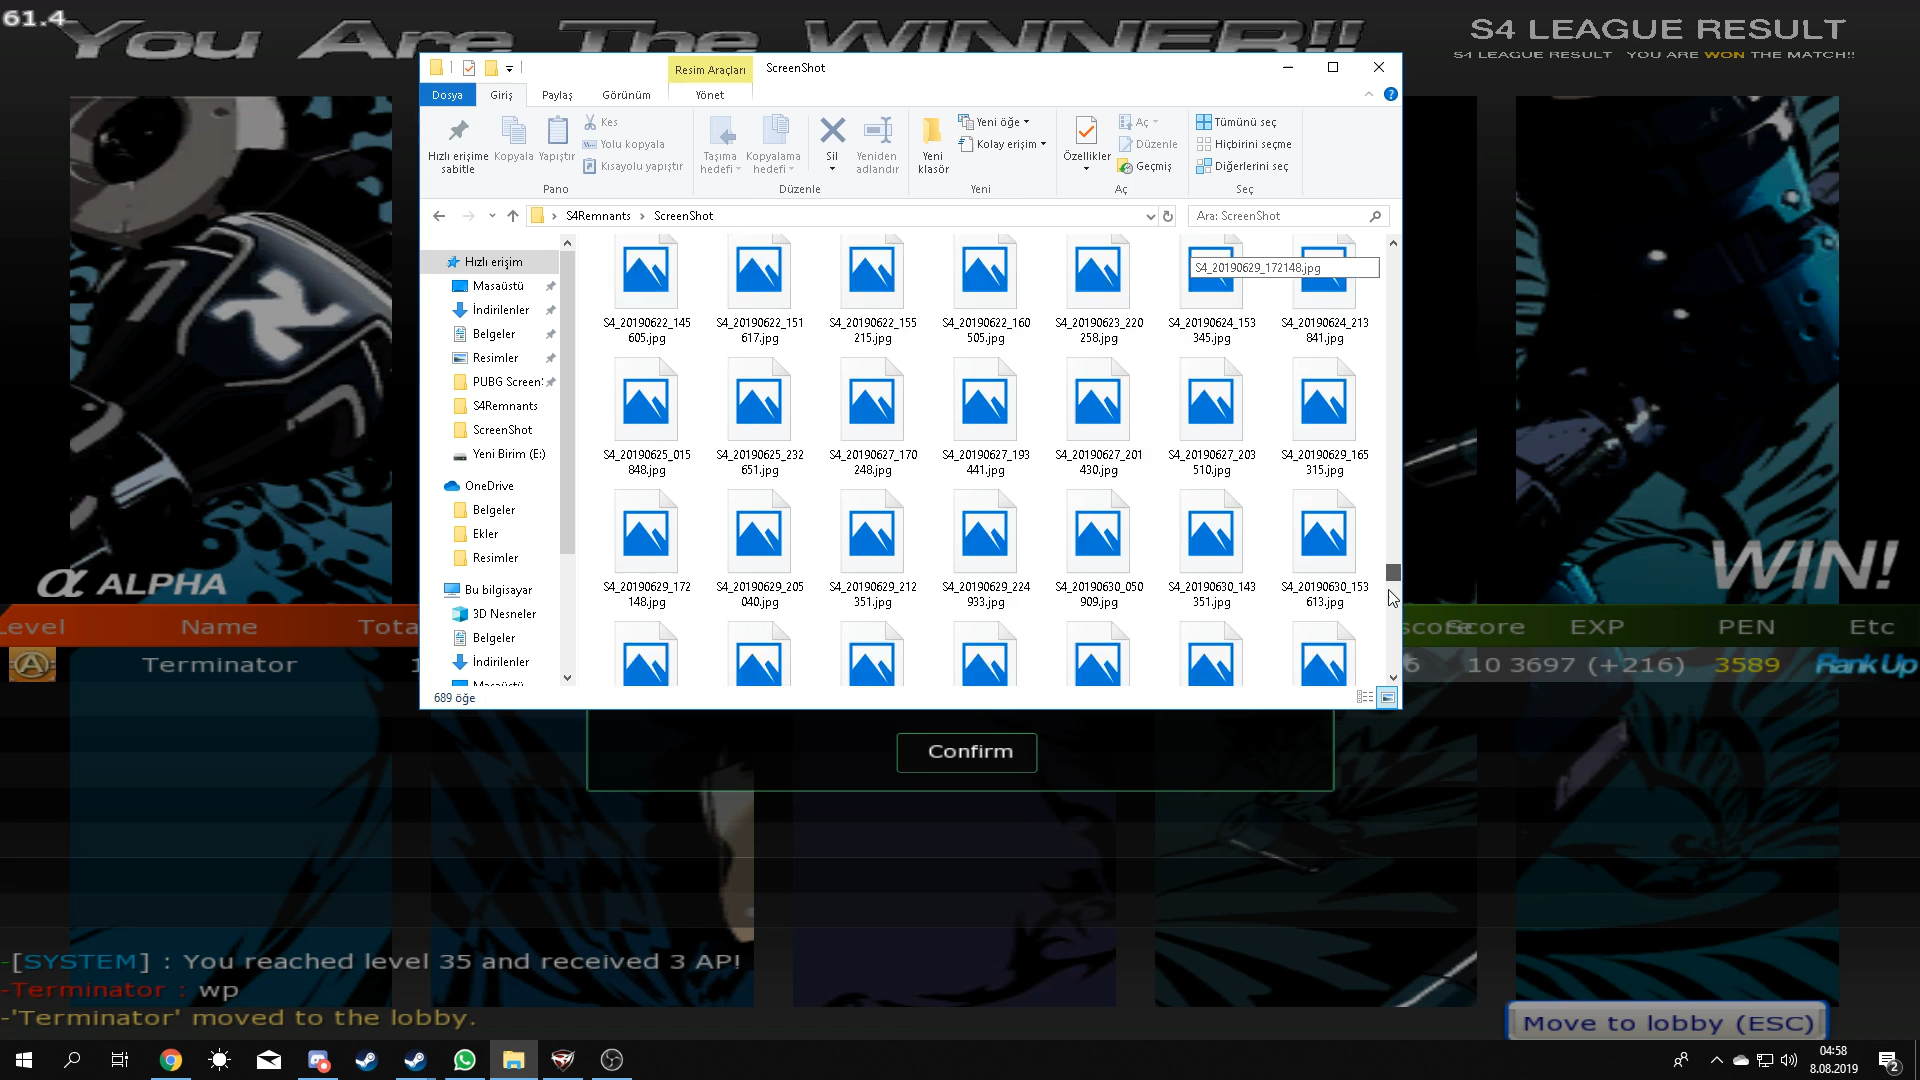 61.4
You Are The WINNER!!
S4 LEAGUE RESULT
S4 LEAGUE RESULT YOU ARE WON THE MATCH!!
Resim Araçları
ScreenShot
Dosya
Giriş
Paylaş
Görünüm
Yönet
Hızlı erişime sabitle
Kopyala
Yapıştır
Kes
Yolu kopyala
Kısayolu yapıştır
Pano
Taşıma hedefi
Kopyalama hedefi
Sil
Yeniden adlandır
Düzenle
Yeni klasör
Yeni öğe
Kolay erişim
Yeni
Özellikler
Aç
Düzenle
Geçmiş
Aç
Tümünü seç
Hiçbirini seçme
Diğerlerini seç
Seç
S4Remnants
ScreenShot
Ara: ScreenShot
Hızlı erişim
Masaüstü
İndirilenler
Belgeler
Resimler
PUBG Screen
S4Remnants
ScreenShot
Yeni Birim (E:)
OneDrive
Belgeler
Ekler
Resimler
Bu bilgisayar
3D Nesneler
Belgeler
İndirilenler
Masaüstü
S4_20190629_172148.jpg
S4_20190622_145605.jpg
S4_20190622_151617.jpg
S4_20190622_155215.jpg
S4_20190622_160505.jpg
S4_20190623_220258.jpg
S4_20190624_153345.jpg
S4_20190624_213841.jpg
S4_20190625_015848.jpg
S4_20190625_232651.jpg
S4_20190627_170248.jpg
S4_20190627_193441.jpg
S4_20190627_201430.jpg
S4_20190627_203510.jpg
S4_20190629_165315.jpg
S4_20190629_172148.jpg
S4_20190629_205040.jpg
S4_20190629_212351.jpg
S4_20190629_224933.jpg
S4_20190630_050909.jpg
S4_20190630_143351.jpg
S4_20190630_153613.jpg
689 öğe
α ALPHA
WIN!
Level Name Tota
score Score EXP PEN Etc
Terminator 1
6 10 3697 (+216) 3589 Rank Up
Confirm
-[SYSTEM] : You reached level 35 and received 3 AP!
-Terminator : wp
-'Terminator' moved to the lobby.
Move to lobby (ESC)
04:58
8.08.2019
2